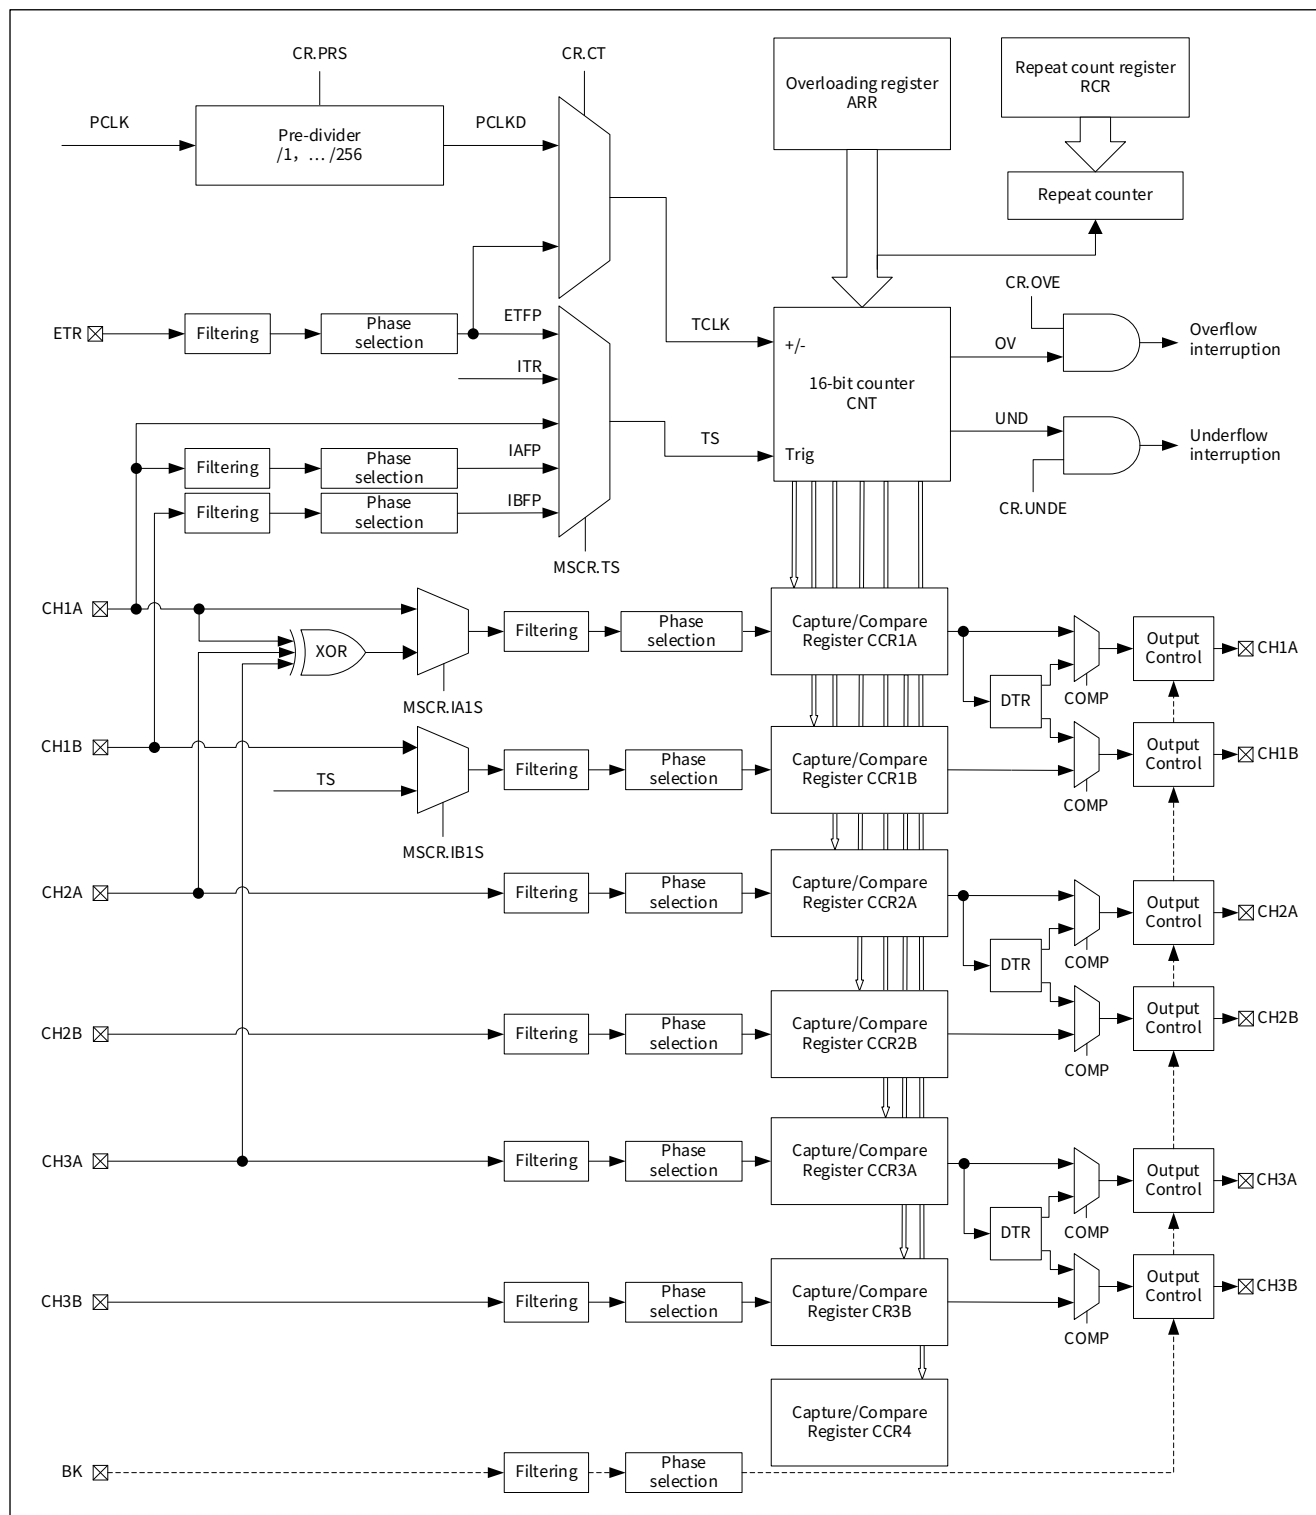 CR.PRS
CR.CT
Overloading register
ARR
Repeat count register
RCR
PCLK
Pre-divider
/1, … /256
PCLKD
Repeat counter
ETR
Filtering
Phase
selection
ETFP
ITR
TCLK
+/-
16-bit counter
CNT
Trig
CR.OVE
OV
Overflow
interruption
UND
Underflow
interruption
CR.UNDE
TS
Filtering
Phase
selection
IAFP
Filtering
Phase
selection
IBFP
MSCR.TS
CH1A
XOR
MSCR.IA1S
Filtering
Phase
selection
Capture/Compare
Register CCR1A
DTR
COMP
Output
Control
CH1A
CH1B
TS
MSCR.IB1S
Filtering
Phase
selection
Capture/Compare
Register CCR1B
COMP
Output
Control
CH1B
CH2A
Filtering
Phase
selection
Capture/Compare
Register CCR2A
DTR
COMP
Output
Control
CH2A
CH2B
Filtering
Phase
selection
Capture/Compare
Register CCR2B
COMP
Output
Control
CH2B
CH3A
Filtering
Phase
selection
Capture/Compare
Register CCR3A
DTR
COMP
Output
Control
CH3A
CH3B
Filtering
Phase
selection
Capture/Compare
Register CR3B
COMP
Output
Control
CH3B
Capture/Compare
Register CCR4
BK
Filtering
Phase
selection